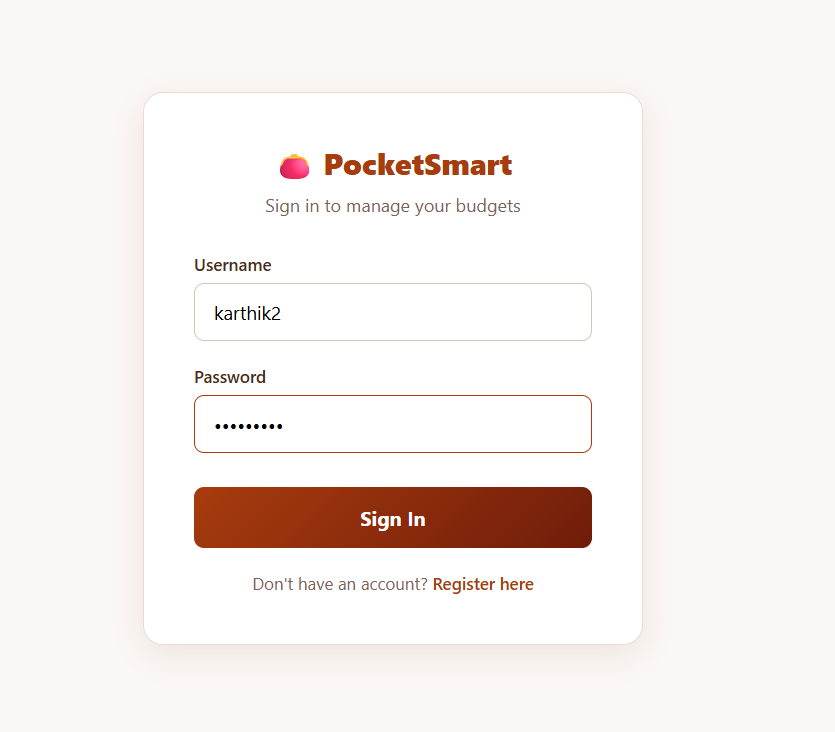 PocketSmart
Sign in to manage your budgets
Username
karthik2
Password
•••••••••
Sign In
Don't have an account? Register here